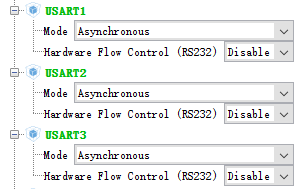 USART1
Mode Asynchronous
Hardware Flow Control (RS232) Disable
USART2
Mode Asynchronous
Hardware Flow Control (RS232) Disable
USART3
Mode Asynchronous
Hardware Flow Control (RS232) Disable